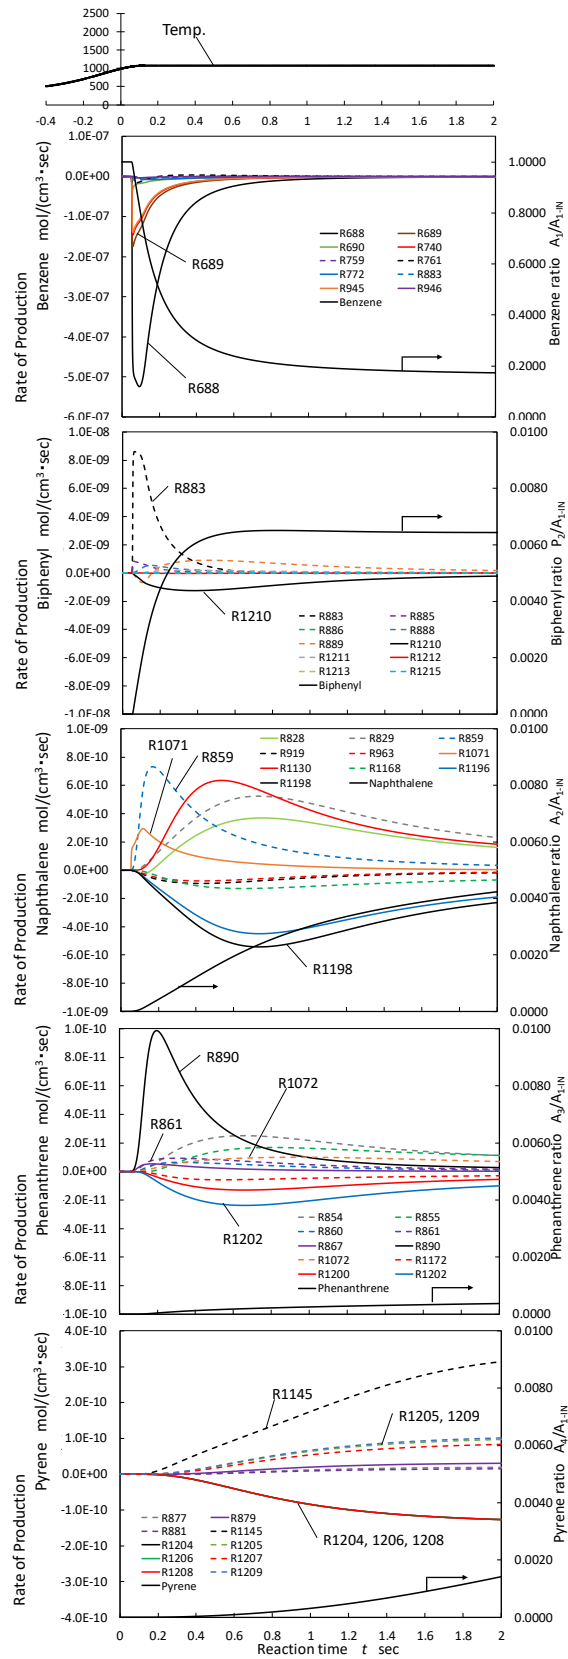 2500
2000
1500
1000
500
0
Temp.
-0.4 -0.2 0 0.2 0.4 0.6 0.8 1 1.2 1.4 1.6 1.8 2
Rate of Production
Benzene mol/(cm³・sec)
1.0E-07
0.0E+00
-1.0E-07
-2.0E-07
-3.0E-07
-4.0E-07
-5.0E-07
-6.0E-07
R689
R688
R688 R689
R690 R740
R759 R761
R772 R883
R945 R946
Benzene
1.0000
0.8000
0.6000
0.4000
0.2000
0.0000
Benzene ratio A1/A1-IN
Rate of Production
Biphenyl mol/(cm³・sec)
1.0E-08
8.0E-09
6.0E-09
4.0E-09
2.0E-09
0.0E+00
-2.0E-09
-4.0E-09
-6.0E-09
-8.0E-09
-1.0E-08
R883
R1210
R883 R885
R886 R888
R889 R1210
R1211 R1212
R1213 R1215
Biphenyl
0.0100
0.0080
0.0060
0.0040
0.0020
0.0000
Biphenyl ratio P2/A1-IN
Rate of Production
Naphthalene mol/(cm³・sec)
1.0E-09
8.0E-10
6.0E-10
4.0E-10
2.0E-10
0.0E+00
-2.0E-10
-4.0E-10
-6.0E-10
-8.0E-10
-1.0E-09
R1071
R859
R1198
R828 R829 R859
R919 R963 R1071
R1130 R1168 R1196
R1198 Naphthalene
0.0100
0.0080
0.0060
0.0040
0.0020
0.0000
Naphthalene ratio A2/A1-IN
Rate of Production
Phenanthrene mol/(cm³・sec)
1.0E-10
8.0E-11
6.0E-11
4.0E-11
2.0E-11
0.0E+00
-2.0E-11
-4.0E-11
-6.0E-11
-8.0E-11
-1.0E-10
R890
R1072
R861
R1202
R854 R855
R860 R861
R867 R890
R1072 R1172
R1200 R1202
Phenanthrene
0.0100
0.0080
0.0060
0.0040
0.0020
0.0000
Phenanthrene ratio A3/A1-IN
Rate of Production
Pyrene mol/(cm³・sec)
4.0E-10
3.0E-10
2.0E-10
1.0E-10
0.0E+00
-1.0E-10
-2.0E-10
-3.0E-10
-4.0E-10
R1145
R1205, 1209
R1204, 1206, 1208
R877 R879
R881 R1145
R1204 R1205
R1206 R1207
R1208 R1209
Pyrene
0.0100
0.0080
0.0060
0.0040
0.0020
0.0000
Pyrene ratio A4/A1-IN
0 0.2 0.4 0.6 0.8 1 1.2 1.4 1.6 1.8 2
Reaction time t sec